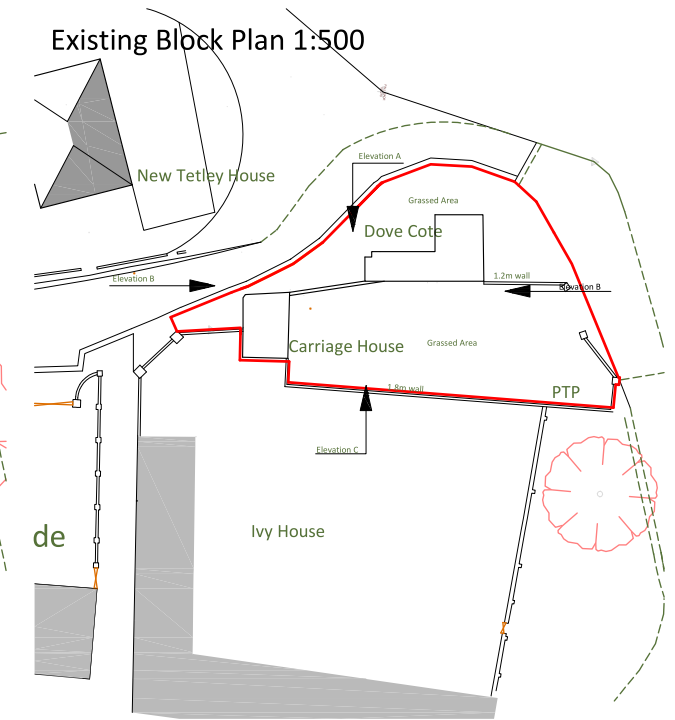 Existing Block Plan 1:500
Elevation A
New Tetley House
Grassed Area
Dove Cote
Elevation B
1.2m wall
Elevation B
Carriage House
Grassed Area
1.8m wall
PTP
Elevation C
Ivy House
de